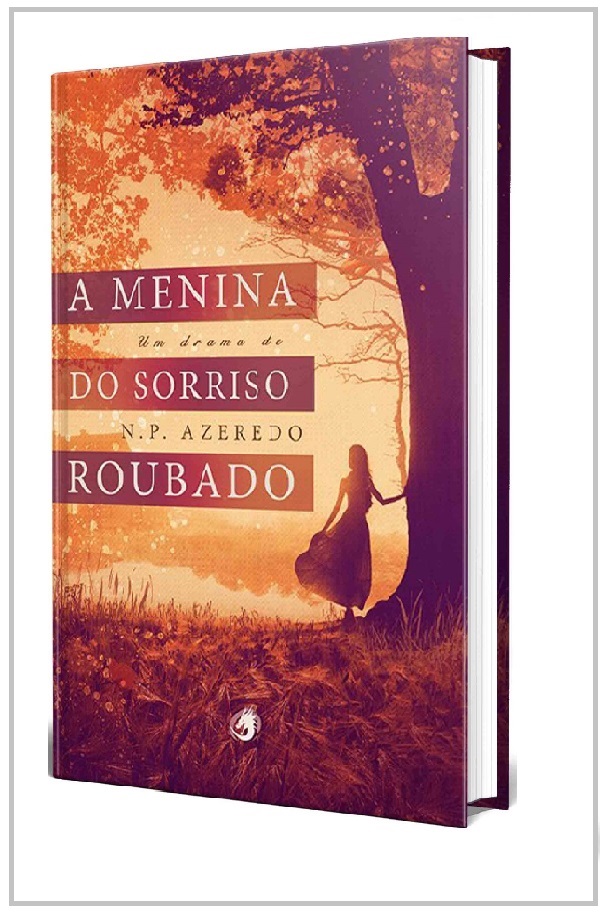 A MENINA
Um drama de
DO SORRISO
N.P. AZEREDO
ROUBADO